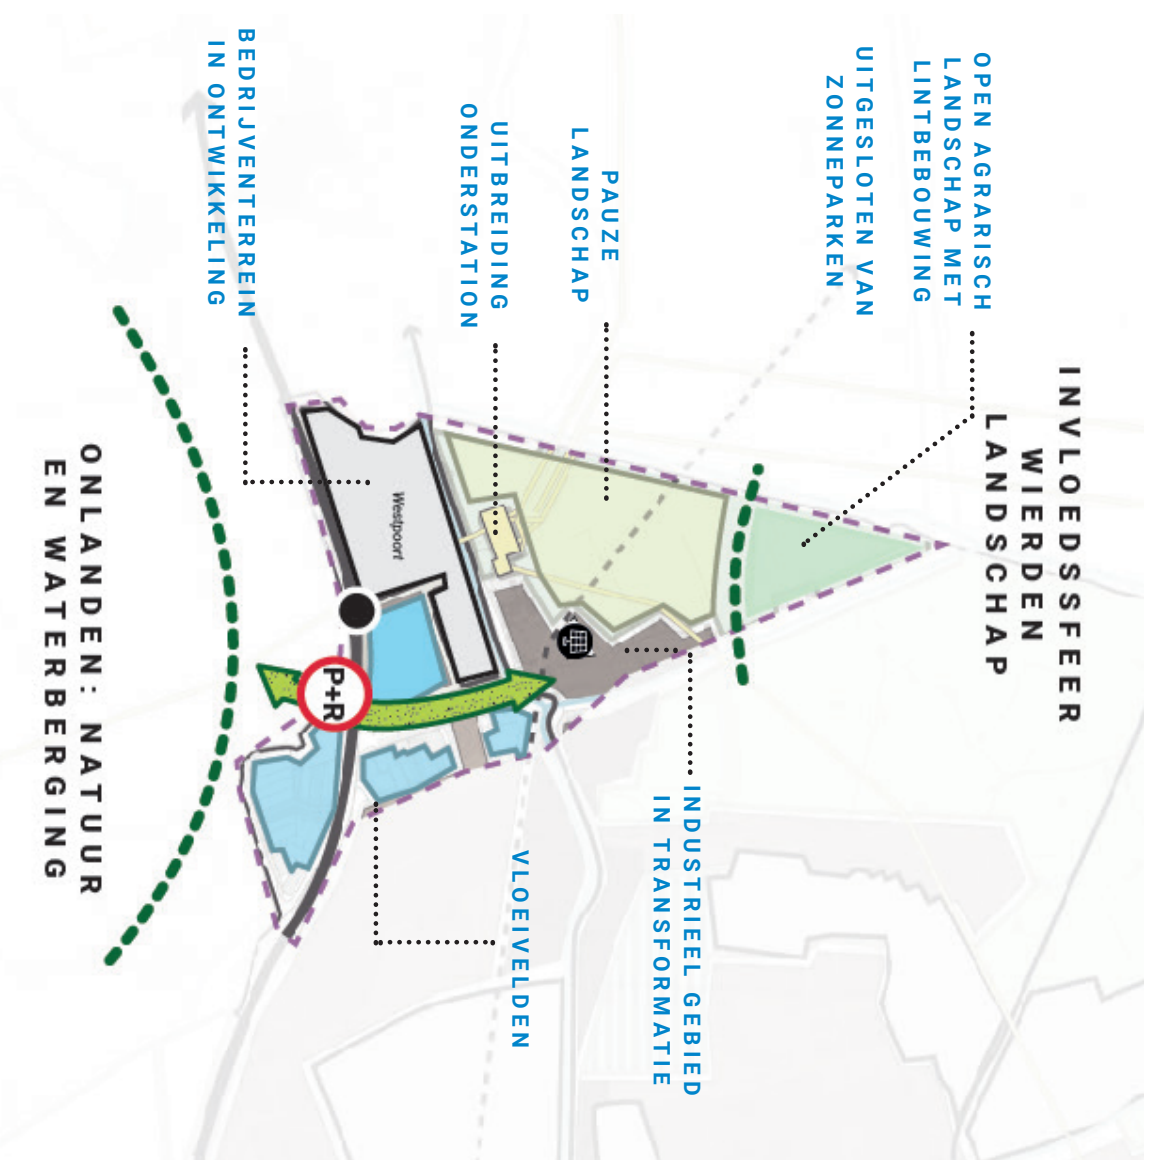 INVLOEDSSFEER
WIERDEN
LANDSCHAP
OPEN AGRARISCH
LANDSCHAP MET
LINTBEBOUWING
UITGESLOTEN VAN
ZONNEPARKEN
PAUZE
LANDSCHAP
UITBREIDING
ONDERSTATION
BEDRIJVENTERREIN
IN ONTWIKKELING
Westpoort
P+R
INDUSTRIEEL GEBIED
IN TRANSFORMATIE
VLOEIVELDEN
ONLANDEN: NATUUR
EN WATERBERGING